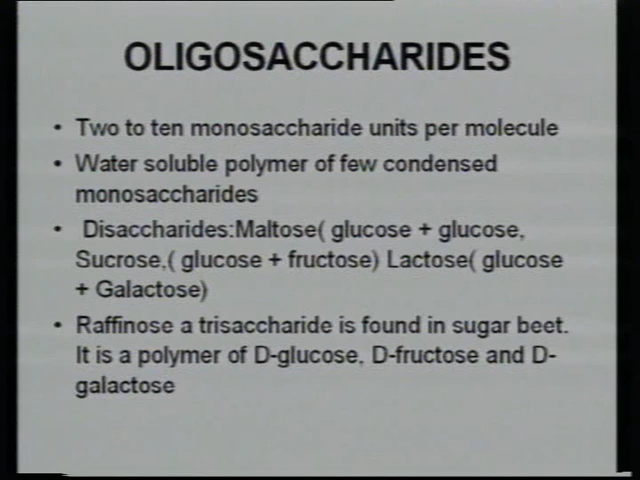 OLIGOSACCHARIDES
• Two to ten monosaccharide units per molecule
• Water soluble polymer of few condensed
monosaccharides
• Disaccharides:Maltose( glucose + glucose,
Sucrose,( glucose + fructose) Lactose( glucose
+ Galactose)
• Raffinose a trisaccharide is found in sugar beet.
It is a polymer of D-glucose, D-fructose and D-
galactose